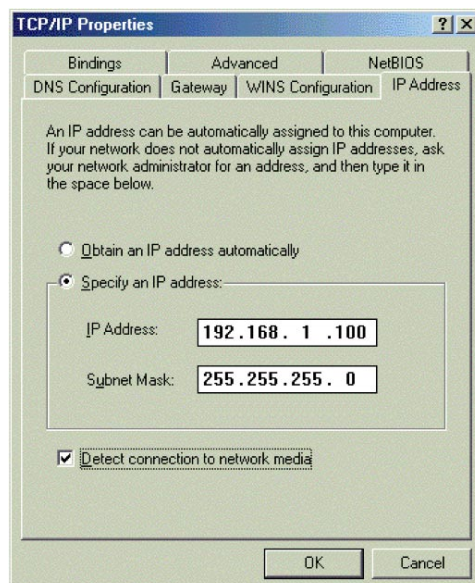 TCP/IP Properties
Bindings Advanced NetBIOS
DNS Configuration Gateway WINS Configuration IP Address
An IP address can be automatically assigned to this computer.
If your network does not automatically assign IP addresses, ask
your network administrator for an address, and then type it in
the space below.
Obtain an IP address automatically
Specify an IP address:
IP Address: 192.168. 1 .100
Subnet Mask: 255.255.255. 0
Detect connection to network media
OK Cancel